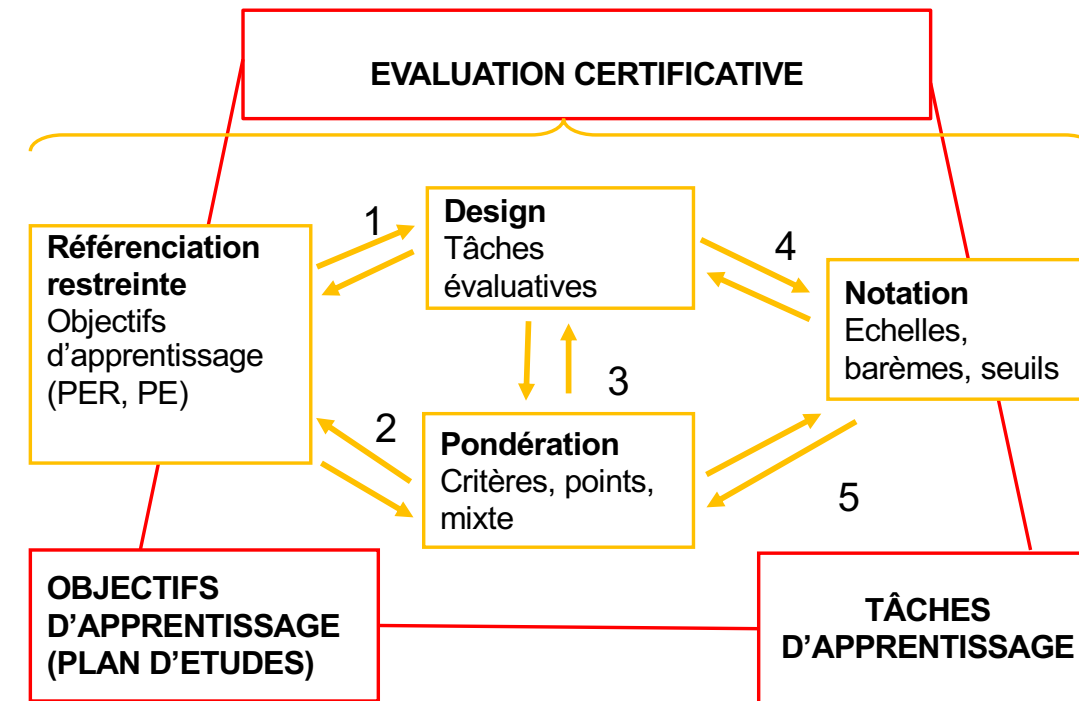 EVALUATION CERTIFICATIVE
1
Design
Tâches
évaluatives
4
Référenciation
restreinte
Objectifs
d’apprentissage
(PER, PE)
Notation
Echelles,
barèmes, seuils
3
2
Pondération
Critères, points,
mixte
5
OBJECTIFS
D’APPRENTISSAGE
(PLAN D’ETUDES)
TÂCHES
D’APPRENTISSAGE